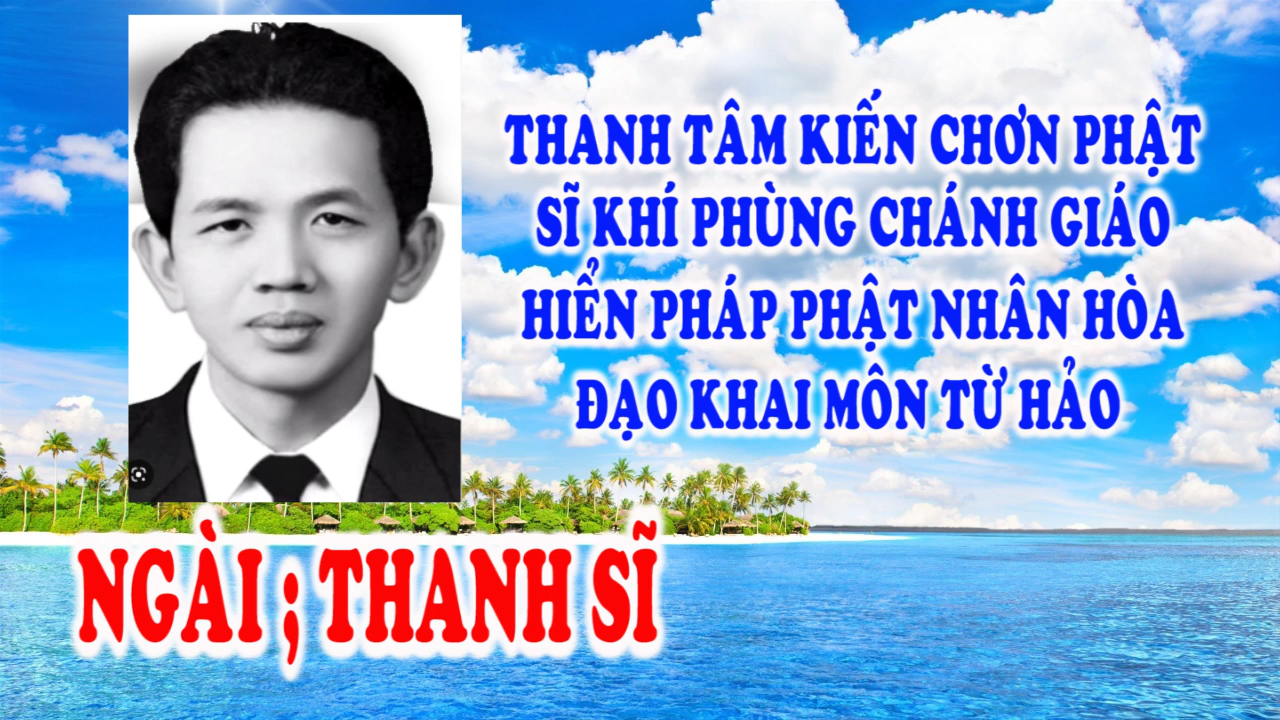 THANH TÂM KIẾN CHƠN PHẬT
SĨ KHÍ PHÙNG CHÁNH GIÁO
HIỂN PHÁP PHẬT NHÂN HÒA
ĐẠO KHAI MÔN TỪ HẢO
NGÀI ; THANH SĨ